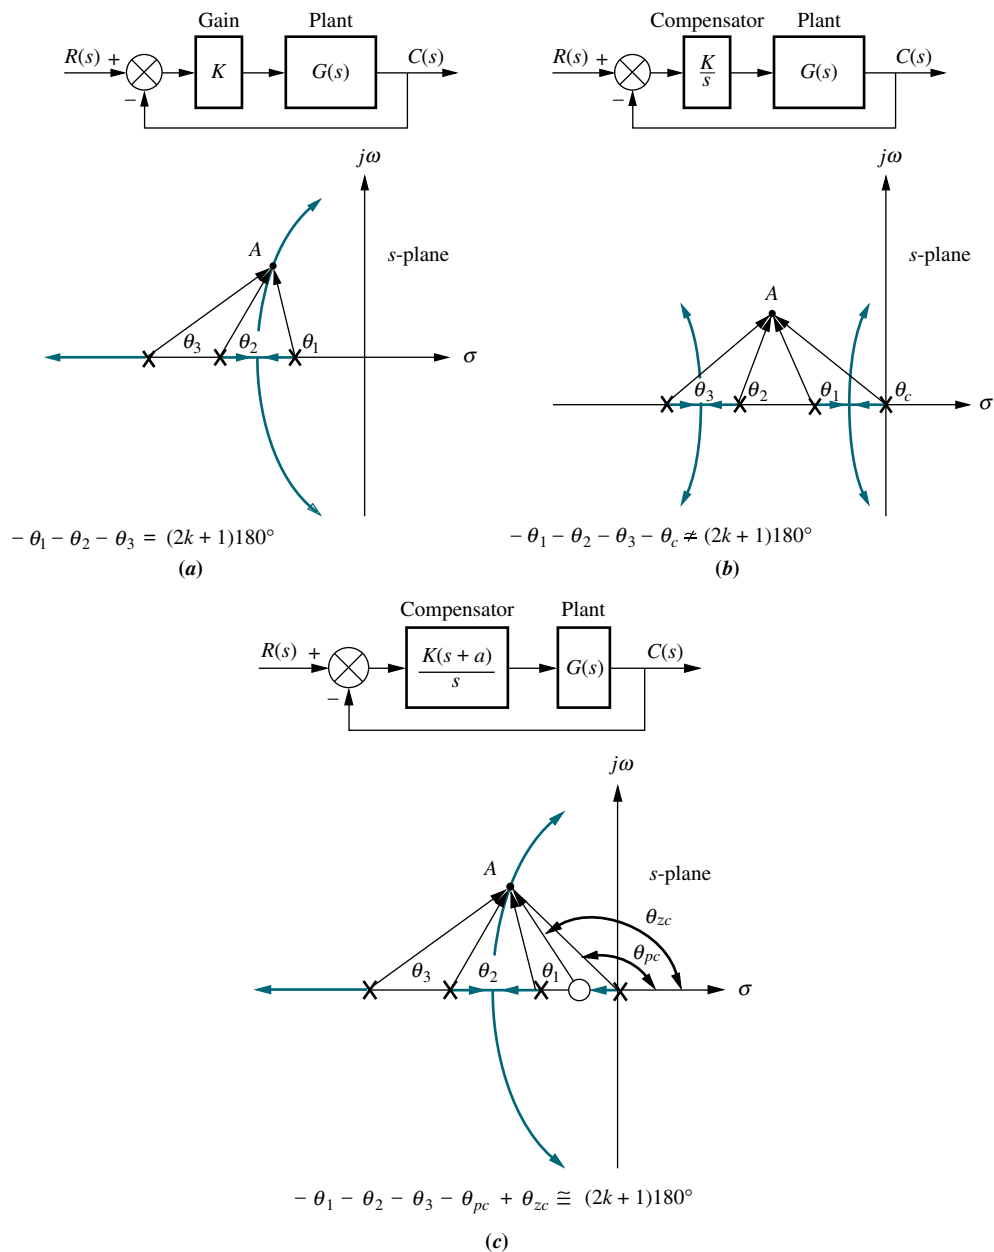 Gain Plant
R(s) + K G(s) C(s)
−
jω
A
s-plane
θ3 θ2 θ1
σ
− θ1 − θ2 − θ3 = (2k + 1)180°
(a)
Compensator Plant
R(s) + K/s G(s) C(s)
−
jω
s-plane
A
θ3 θ2 θ1 θc
σ
− θ1 − θ2 − θ3 − θc ≠ (2k + 1)180°
(b)
Compensator Plant
R(s) + K(s + a)/s G(s) C(s)
−
jω
A
s-plane
θzc
θpc
θ3 θ2 θ1
σ
− θ1 − θ2 − θ3 − θpc + θzc ≅ (2k + 1)180°
(c)